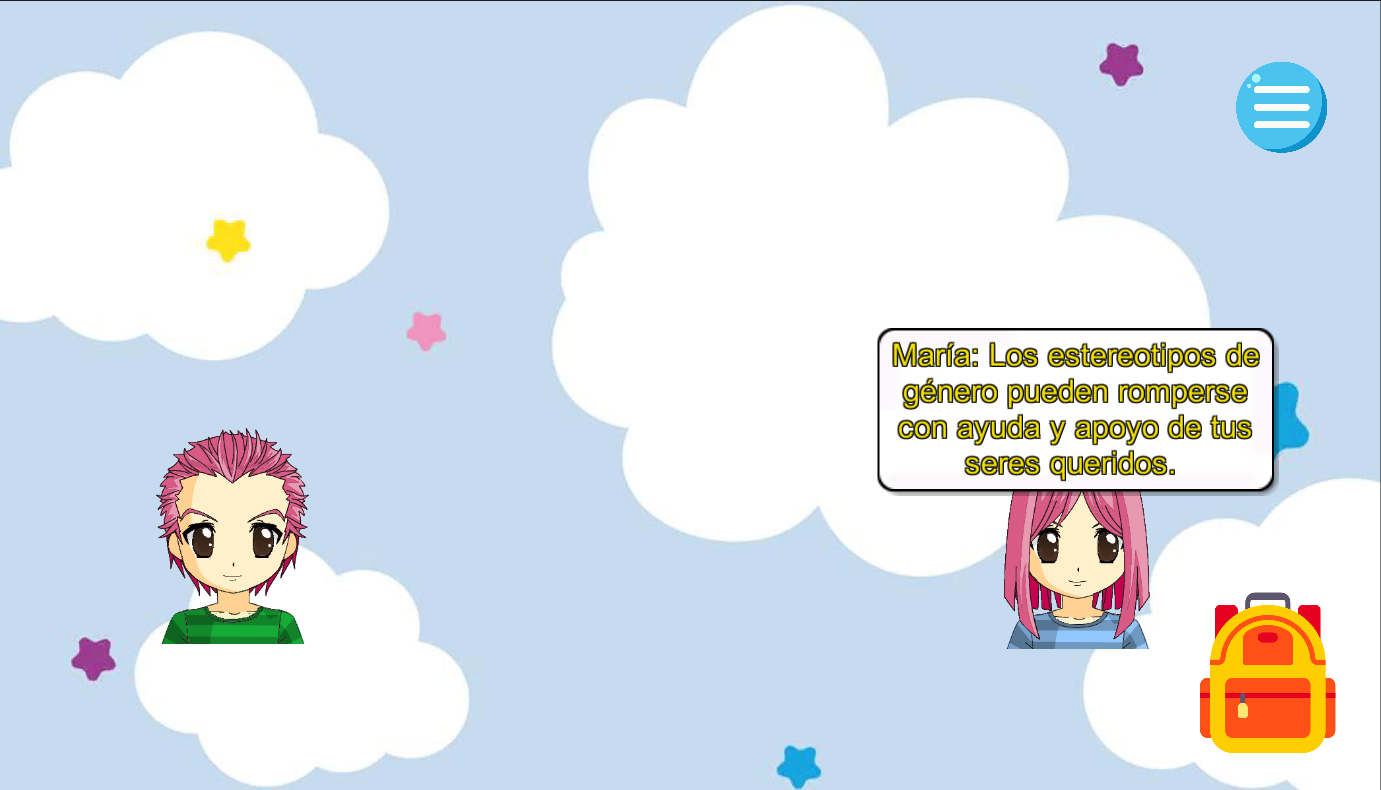 María: Los estereotipos de
género pueden romperse
con ayuda y apoyo de tus
seres queridos.